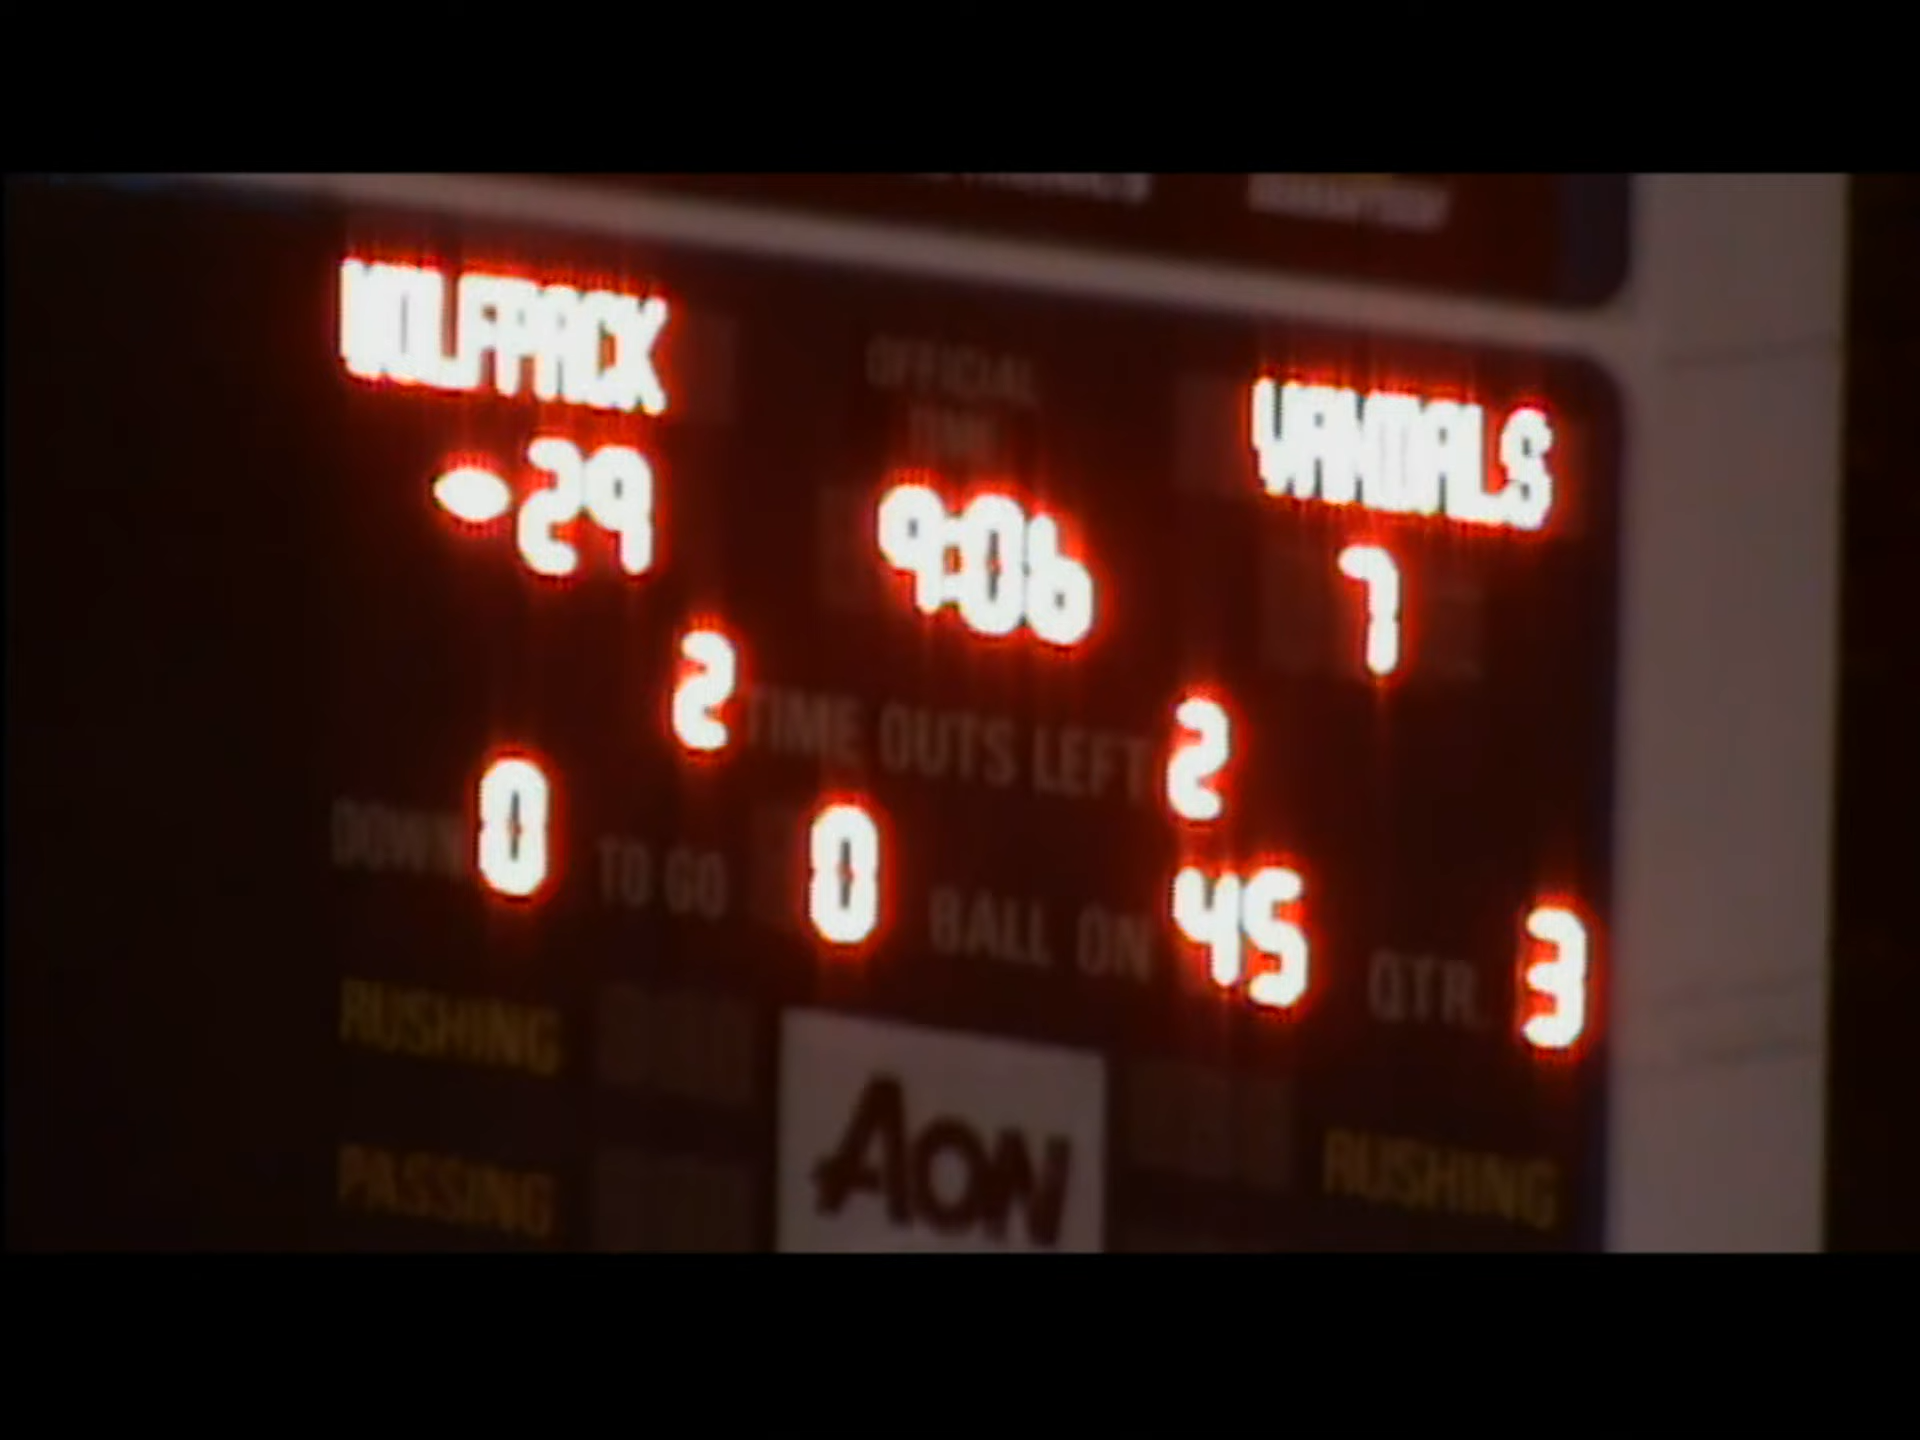 WOLFPACK
OFFICIAL
TIME
VANDALS
29
9:06
7
2 TIME OUTS LEFT 2
DOWN 0 TO GO 0 BALL ON 45 QTR. 3
RUSHING
AON
RUSHING
PASSING